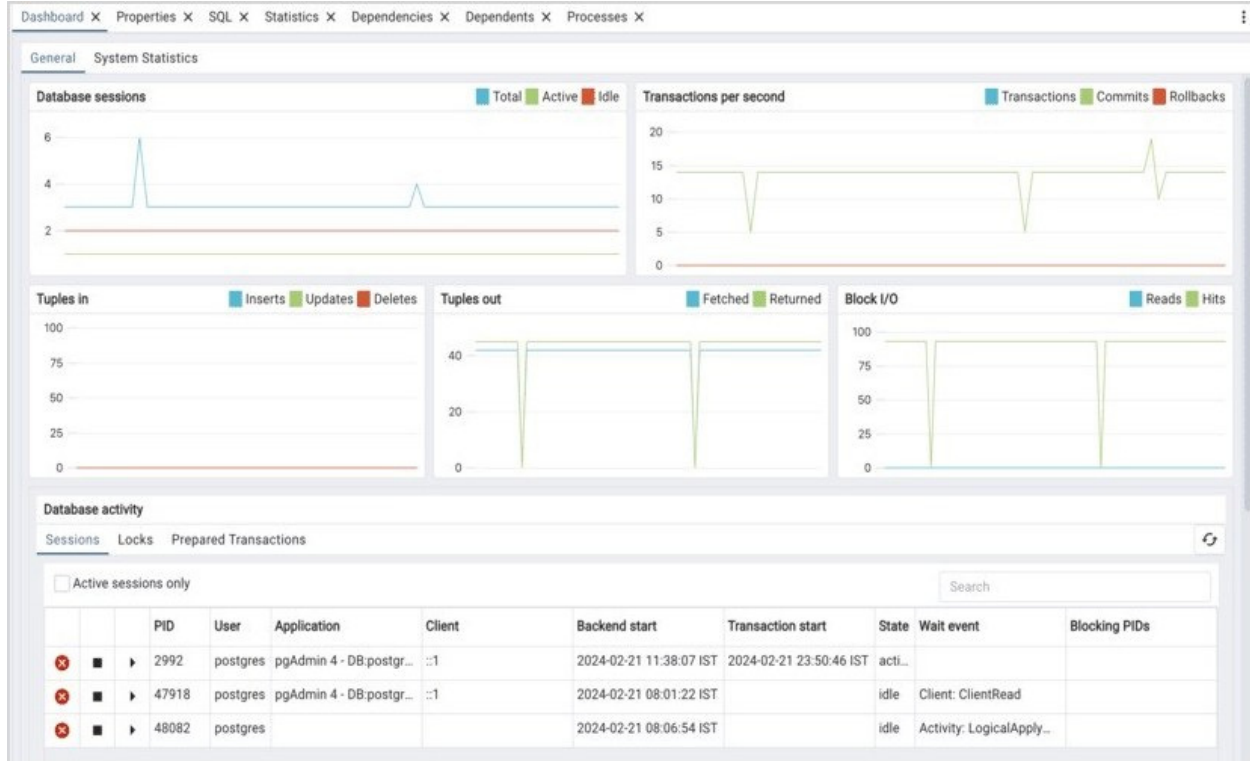 Dashboard Properties SQL Statistics Dependencies Dependents Processes
General System Statistics
Database sessions Total Active Idle
6
4
2
Transactions per second Transactions Commits Rollbacks
20
15
10
5
0
Tuples in Inserts Updates Deletes
100
75
50
25
0
Tuples out Fetched Returned
40
20
0
Block I/O Reads Hits
100
75
50
25
0
Database activity
Sessions Locks Prepared Transactions
Active sessions only Search
PID User Application Client Backend start Transaction start State Wait event Blocking PIDs
2992 postgres pgAdmin 4 - DB:postgr... ::1 2024-02-21 11:38:07 IST 2024-02-21 23:50:46 IST acti...
47918 postgres pgAdmin 4 - DB:postgr... ::1 2024-02-21 08:01:22 IST idle Client: ClientRead
48082 postgres 2024-02-21 08:06:54 IST idle Activity: LogicalApply...